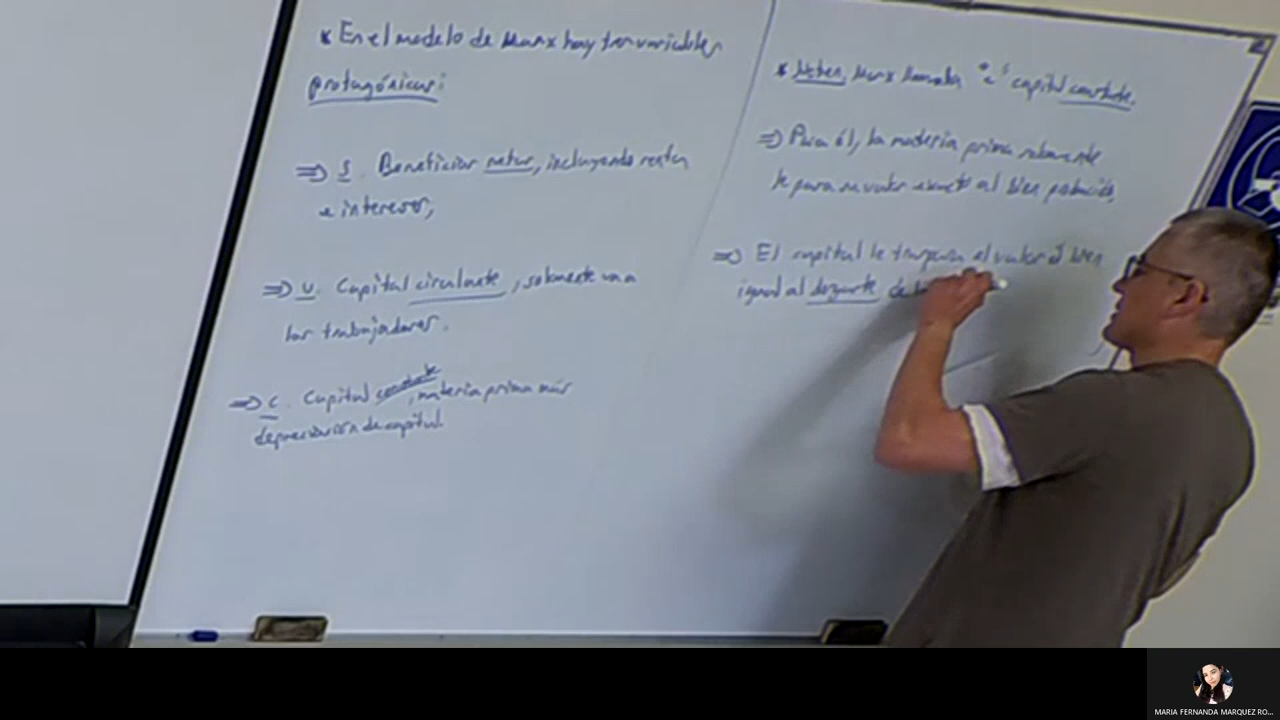 * En el modelo de Marx hay tres variables
protagónicas:
⇒ s. Beneficios netos, incluyendo rentas
e intereses,
⇒ v. Capital circulante, solamente va a
los trabajadores.
⇒ c. Capital constante, materia prima más
depreciación de capital.
* Noten, Marx llamaba "c" capital constante.
⇒ Para él, la materia prima solamente
le pasa su valor exacto al bien producido,
⇒ El capital le traspasa el valor al bien
igual al desgaste de
MARIA FERNANDA MARQUEZ RO...